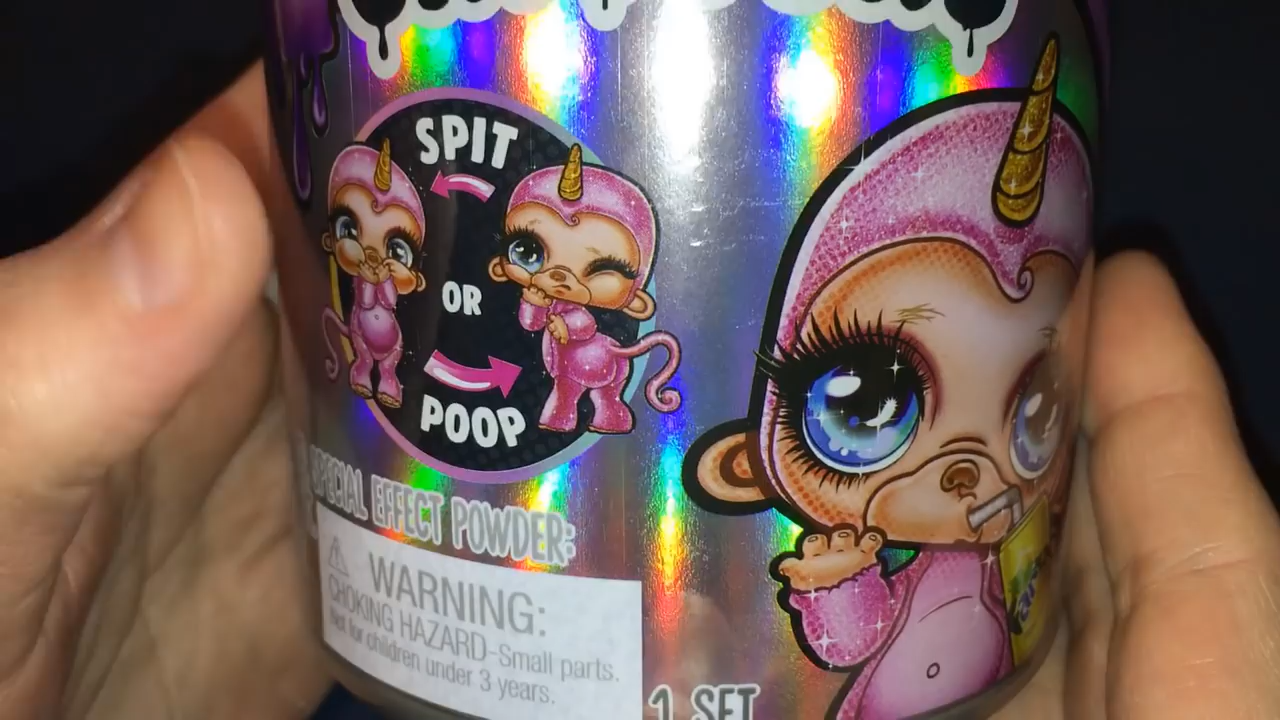 SPIT
OR
POOP
SPECIAL EFFECT POWDER:
WARNING:
CHOKING HAZARD-Small parts.
Not for children under 3 years.
1 SET